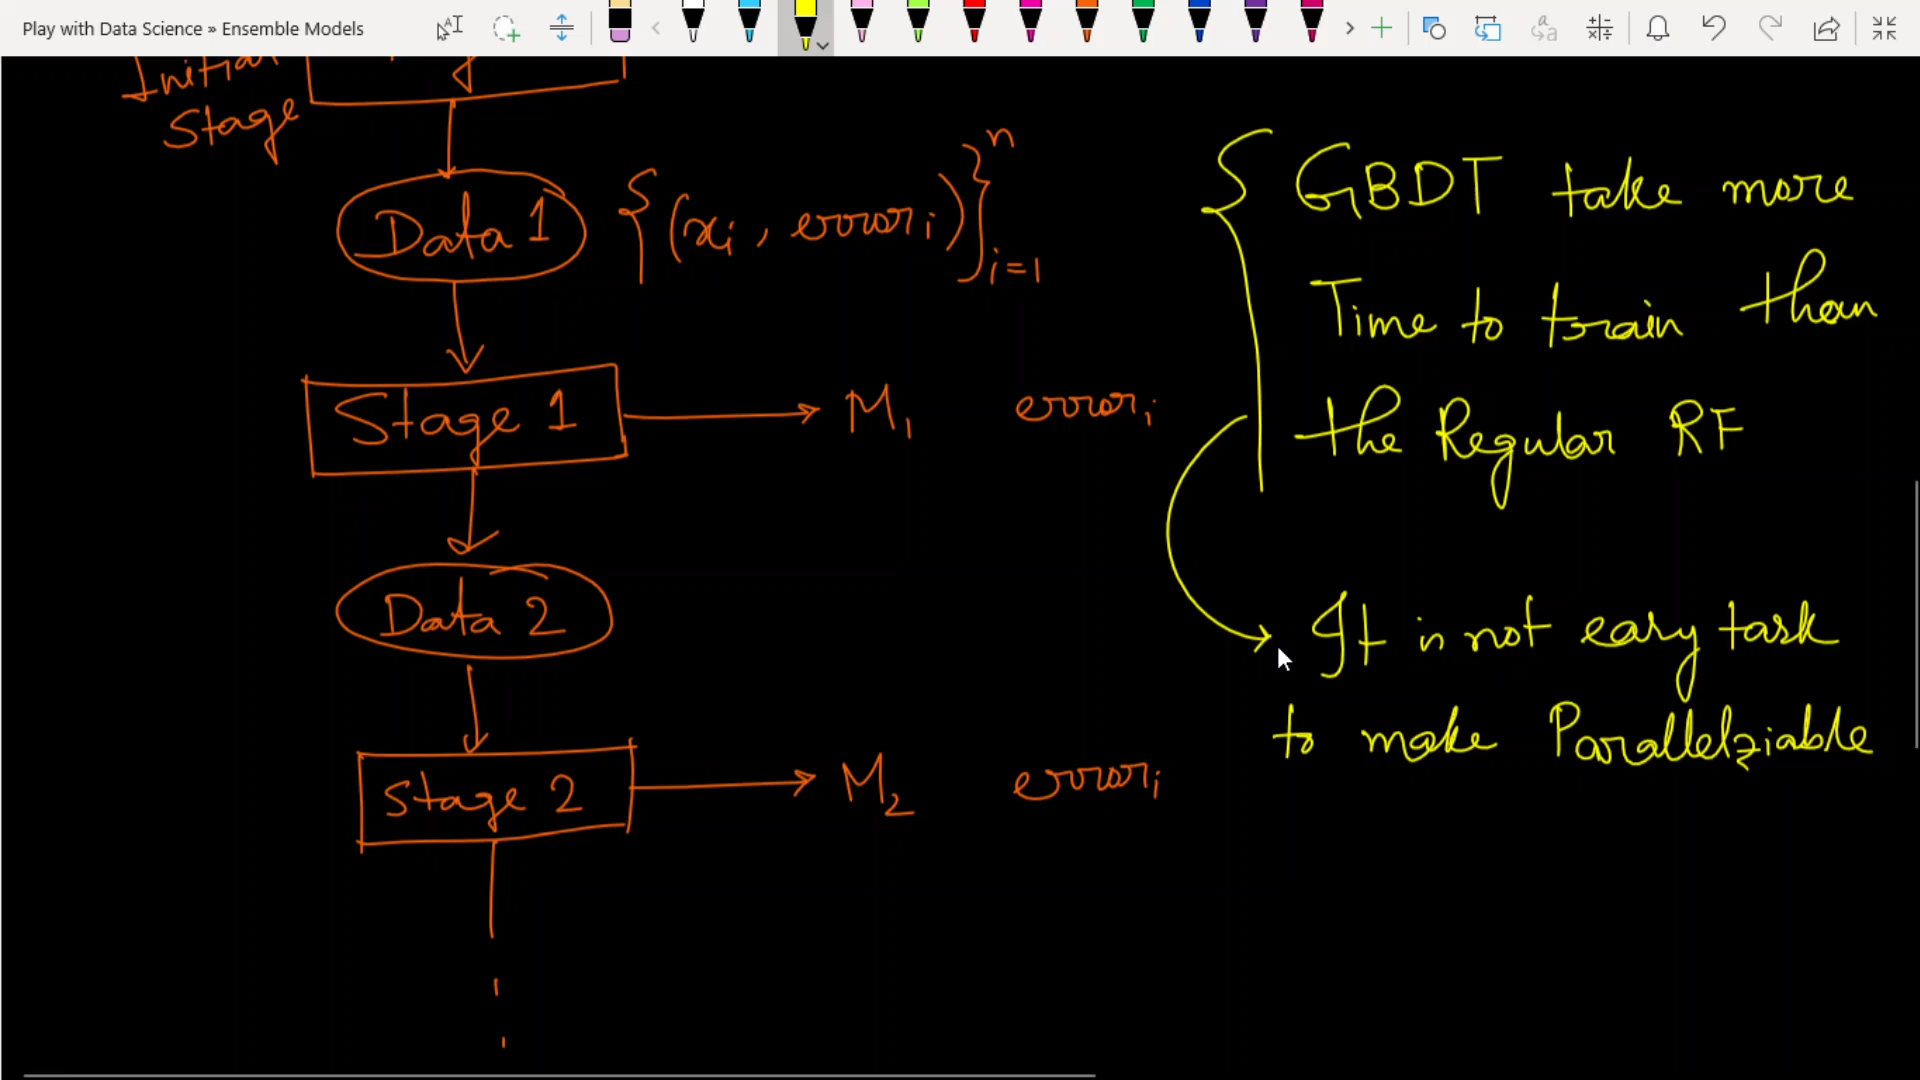 Play with Data Science » Ensemble Models
Initial
Stage
Data 1 {(xi, errori)}ⁿi=1
Stage 1 → M1 errori
Data 2
Stage 2 → M2 errori
GBDT take more
Time to train than
the Regular RF
It is not easy task
to make Parallelziable